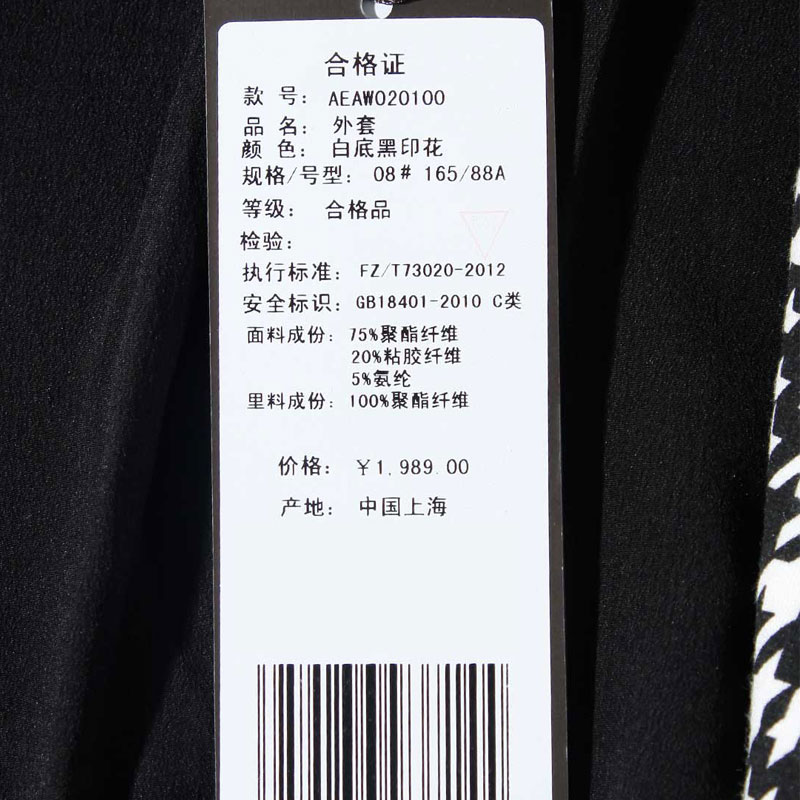 合格证
款 号: AEAW020100
品 名: 外套
颜 色: 白底黑印花
规格/号型: 08# 165/88A
等级: 合格品
检验:
执行标准: FZ/T73020-2012
安全标识: GB18401-2010 C类
面料成份: 75%聚酯纤维
20%粘胶纤维
5%氨纶
里料成份: 100%聚酯纤维
价格: ￥1,989.00
产地: 中国上海